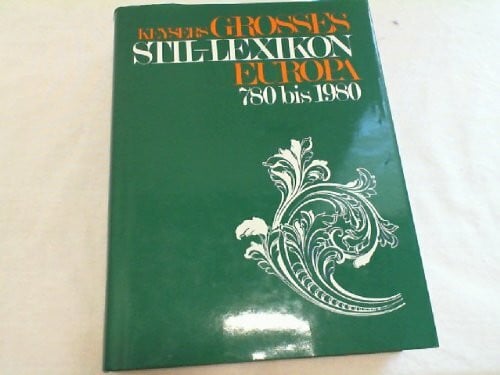 KEYSERS GROSSES
STIL-LEXIKON
EUROPA
780 bis 1980